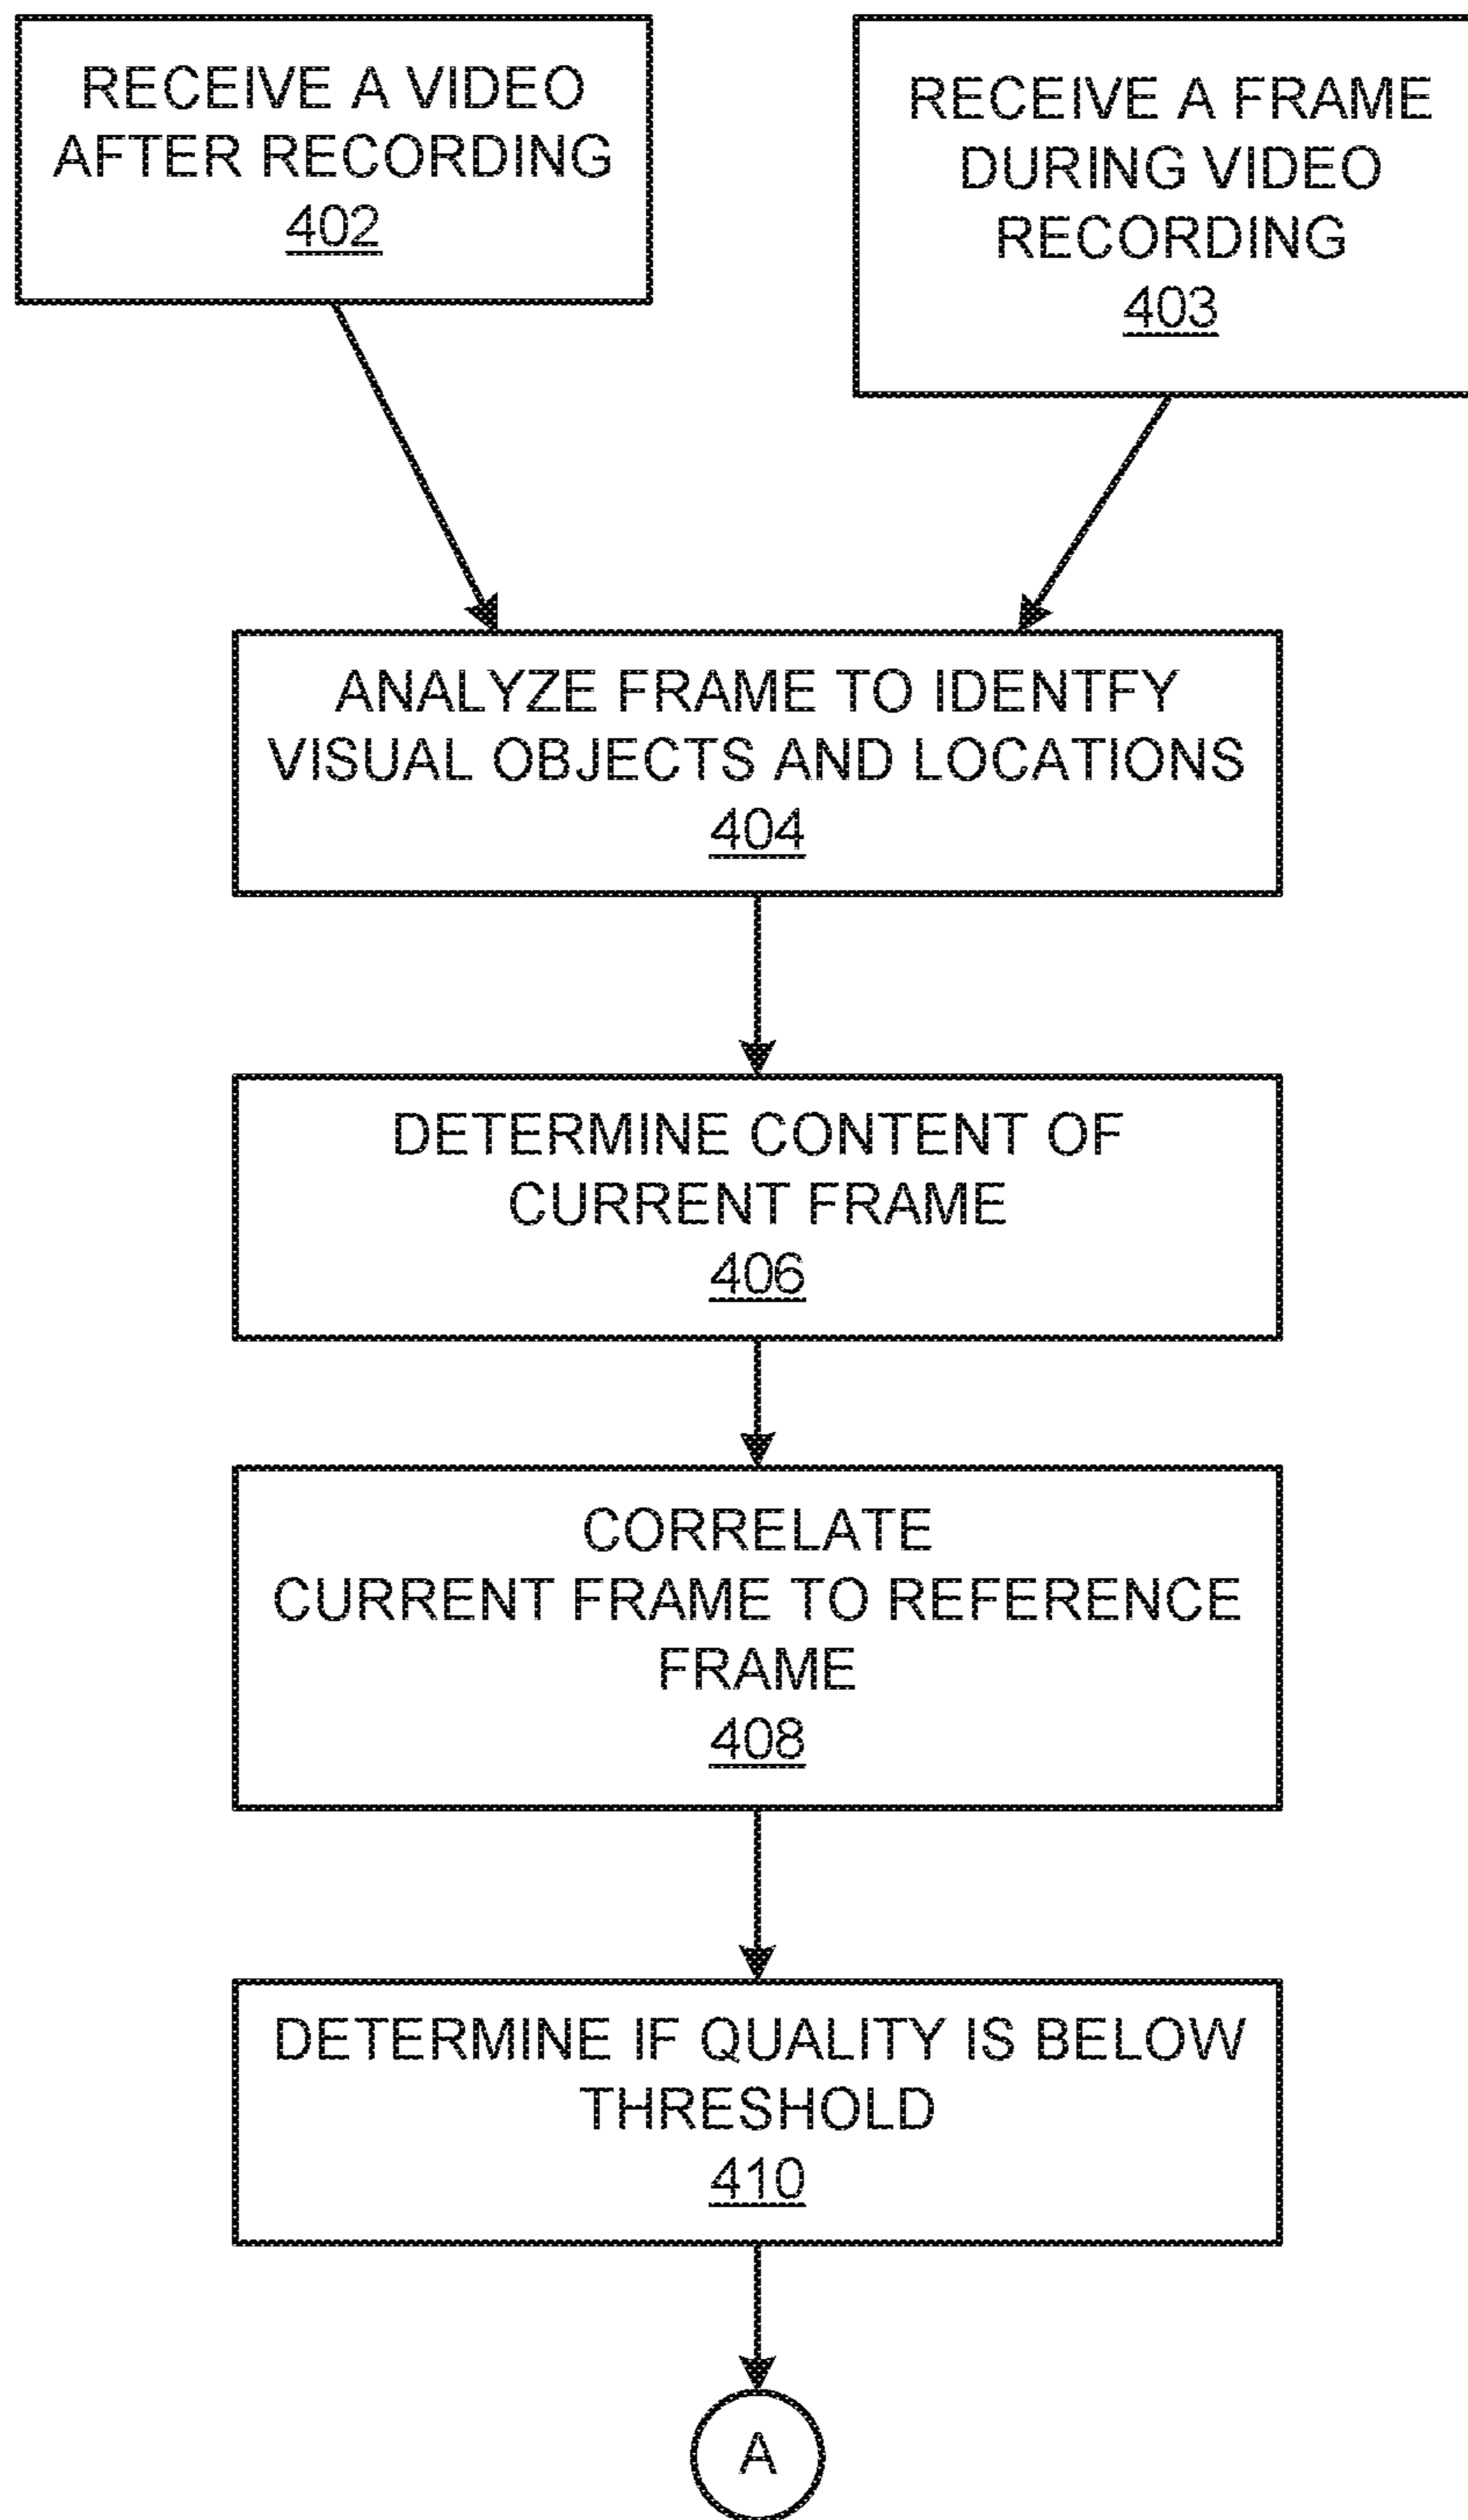 RECEIVE A VIDEO
AFTER RECORDING
402
RECEIVE A FRAME
DURING VIDEO
RECORDING
403
ANALYZE FRAME TO IDENTFY
VISUAL OBJECTS AND LOCATIONS
404
DETERMINE CONTENT OF
CURRENT FRAME
406
CORRELATE
CURRENT FRAME TO REFERENCE
FRAME
408
DETERMINE IF QUALITY IS BELOW
THRESHOLD
410
A